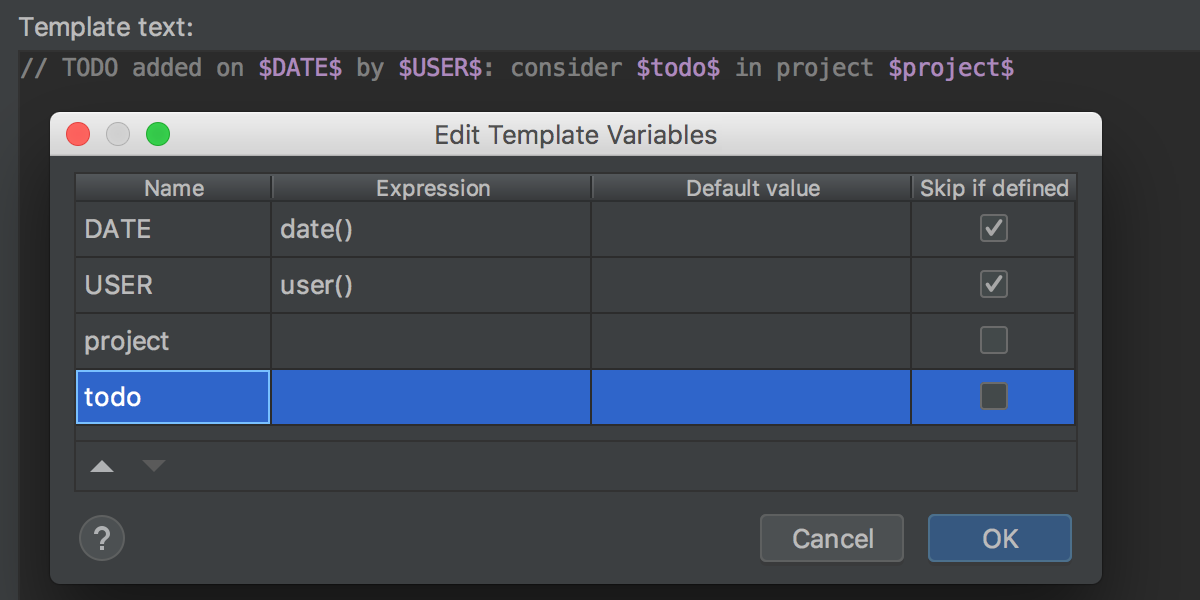 Template text:
// TODO added on $DATE$ by $USER$: consider $todo$ in project $project$
Edit Template Variables
Name Expression Default value Skip if defined
DATE date()
USER user()
project
todo
?
Cancel OK